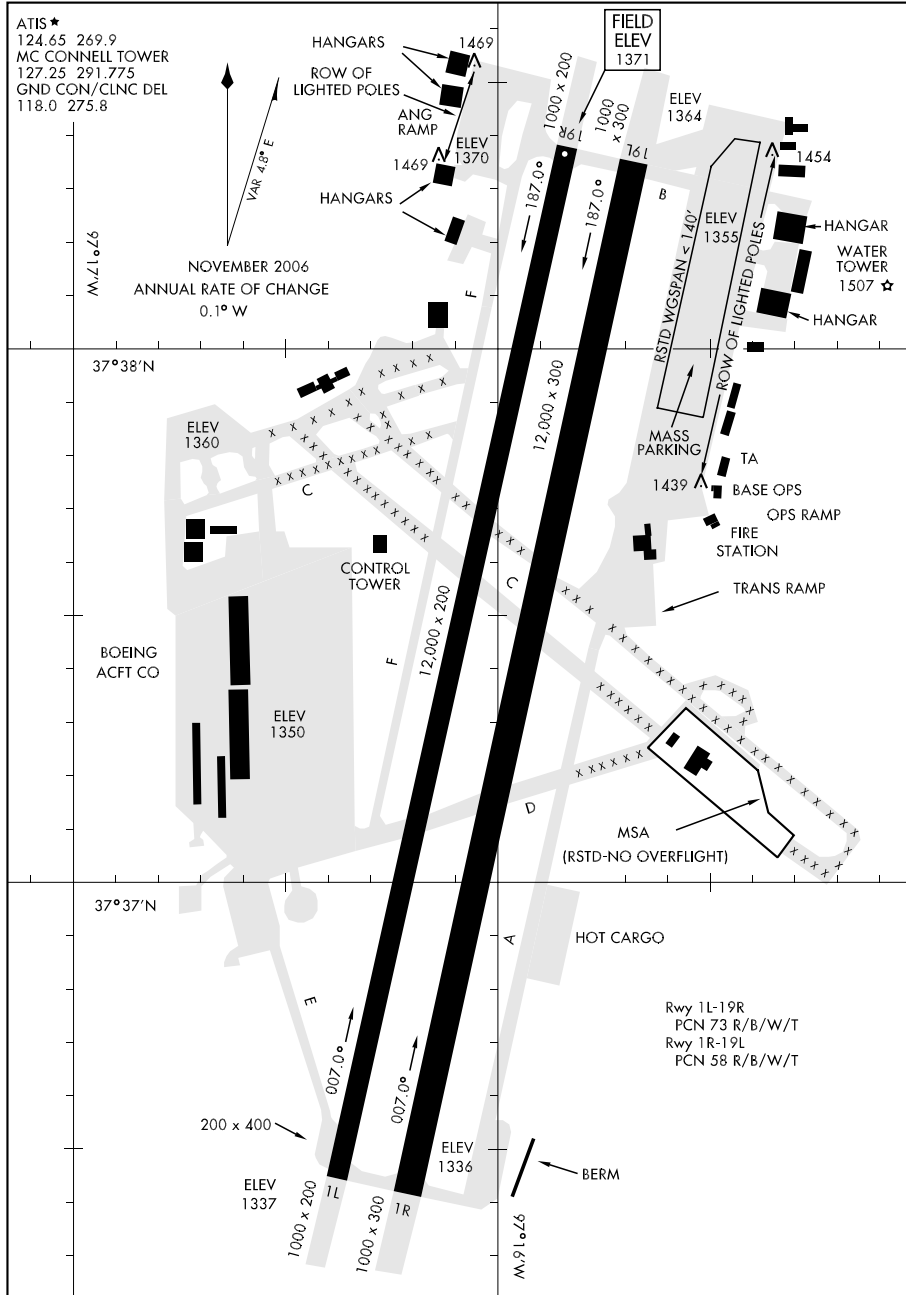 ATIS ★
124.65 269.9
MC CONNELL TOWER
127.25 291.775
GND CON/CLNC DEL
118.0 275.8
VAR 4.8° E
NOVEMBER 2006
ANNUAL RATE OF CHANGE
0.1° W
97°17'W
HANGARS
ROW OF
LIGHTED POLES
ANG
RAMP
1469
ELEV
1370
1469
HANGARS
FIELD
ELEV
1371
1000 x 200
1000
x 300
19R
19L
187.0°
187.0°
ELEV
1364
B
1454
ELEV
1355
RSTD WGSPAN < 140'
ROW OF LIGHTED POLES
HANGAR
WATER
TOWER
1507
HANGAR
F
37°38'N
12,000 x 300
MASS
PARKING
ELEV
1360
C
1439
TA
BASE OPS
OPS RAMP
FIRE
STATION
CONTROL
TOWER
C
TRANS RAMP
12,000 x 200
F
BOEING
ACFT CO
ELEV
1350
D
MSA
(RSTD-NO OVERFLIGHT)
37°37'N
A
HOT CARGO
E
Rwy 1L-19R
PCN 73 R/B/W/T
Rwy 1R-19L
PCN 58 R/B/W/T
007.0°
007.0°
200 x 400
ELEV
1336
BERM
ELEV
1337
1L
1R
1000 x 200
1000 x 300
97°16'W